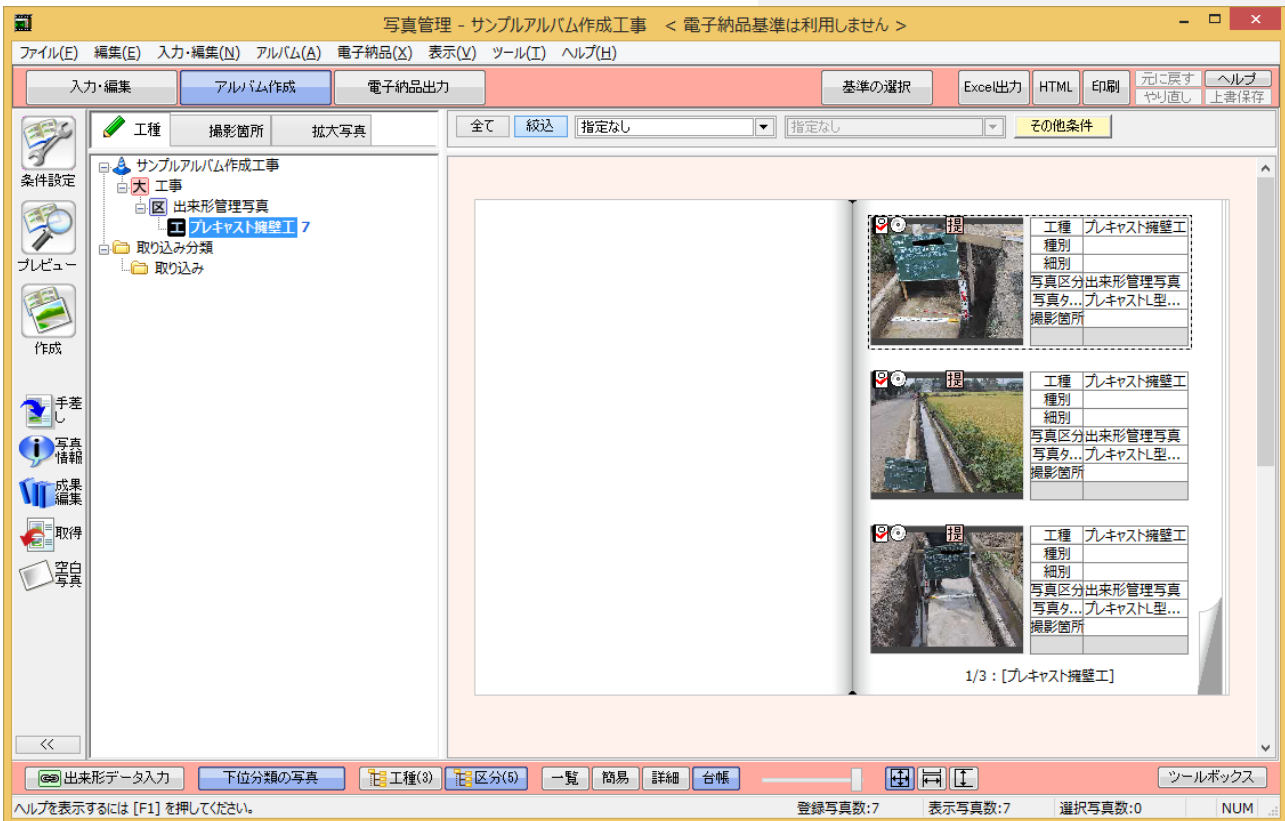 写真管理 - サンプルアルバム作成工事 < 電子納品基準は利用しません >
ファイル(F) 編集(E) 入力・編集(N) アルバム(A) 電子納品(X) 表示(V) ツール(T) ヘルプ(H)
入力・編集 アルバム作成 電子納品出力 基準の選択 Excel出力 HTML 印刷 元に戻す ヘルプ
やり直し 上書保存
工種 撮影箇所 拡大写真 全て 絞込 指定なし 指定なし その他条件
条件設定
プレビュー
作成
手差し
写真情報
成果編集
取得
空白写真
<<
サンプルアルバム作成工事
大 工事
区 出来形管理写真
工 プレキャスト擁壁工 7
取り込み分類
取り込み
提
工種 プレキャスト擁壁工
種別
細別
写真区分 出来形管理写真
写真タ... プレキャストL型...
撮影箇所
提
工種 プレキャスト擁壁工
種別
細別
写真区分 出来形管理写真
写真タ... プレキャストL型...
撮影箇所
提
工種 プレキャスト擁壁工
種別
細別
写真区分 出来形管理写真
写真タ... プレキャストL型...
撮影箇所
1/3 : [プレキャスト擁壁工]
出来形データ入力 下位分類の写真 工種(3) 区分(5) 一覧 簡易 詳細 台帳 ツールボックス
ヘルプを表示するには [F1] を押してください。 登録写真数:7 表示写真数:7 選択写真数:0 NUM